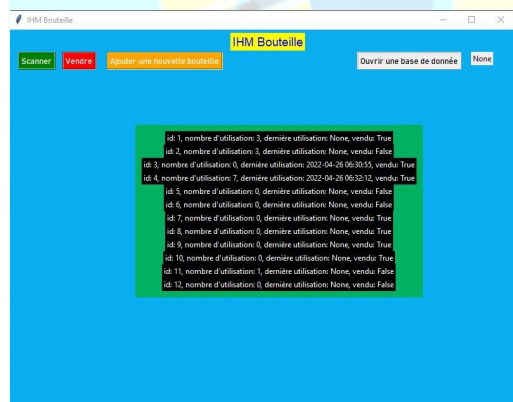 IHM Bouteille
IHM Bouteille
Scanner Vendre Ajouter une nouvelle bouteille Ouvrir une base de donnée None
id: 1, nombre d'utilisation: 3, dernière utilisation: None, vendu: True
id: 2, nombre d'utilisation: 3, dernière utilisation: None, vendu: False
id: 3, nombre d'utilisation: 0, dernière utilisation: 2022-04-26 06:30:55, vendu: True
id: 4, nombre d'utilisation: 7, dernière utilisation: 2022-04-26 06:32:12, vendu: True
id: 5, nombre d'utilisation: 0, dernière utilisation: None, vendu: False
id: 6, nombre d'utilisation: 0, dernière utilisation: None, vendu: False
id: 7, nombre d'utilisation: 0, dernière utilisation: None, vendu: True
id: 8, nombre d'utilisation: 0, dernière utilisation: None, vendu: True
id: 9, nombre d'utilisation: 0, dernière utilisation: None, vendu: True
id: 10, nombre d'utilisation: 0, dernière utilisation: None, vendu: True
id: 11, nombre d'utilisation: 1, dernière utilisation: None, vendu: False
id: 12, nombre d'utilisation: 0, dernière utilisation: None, vendu: False